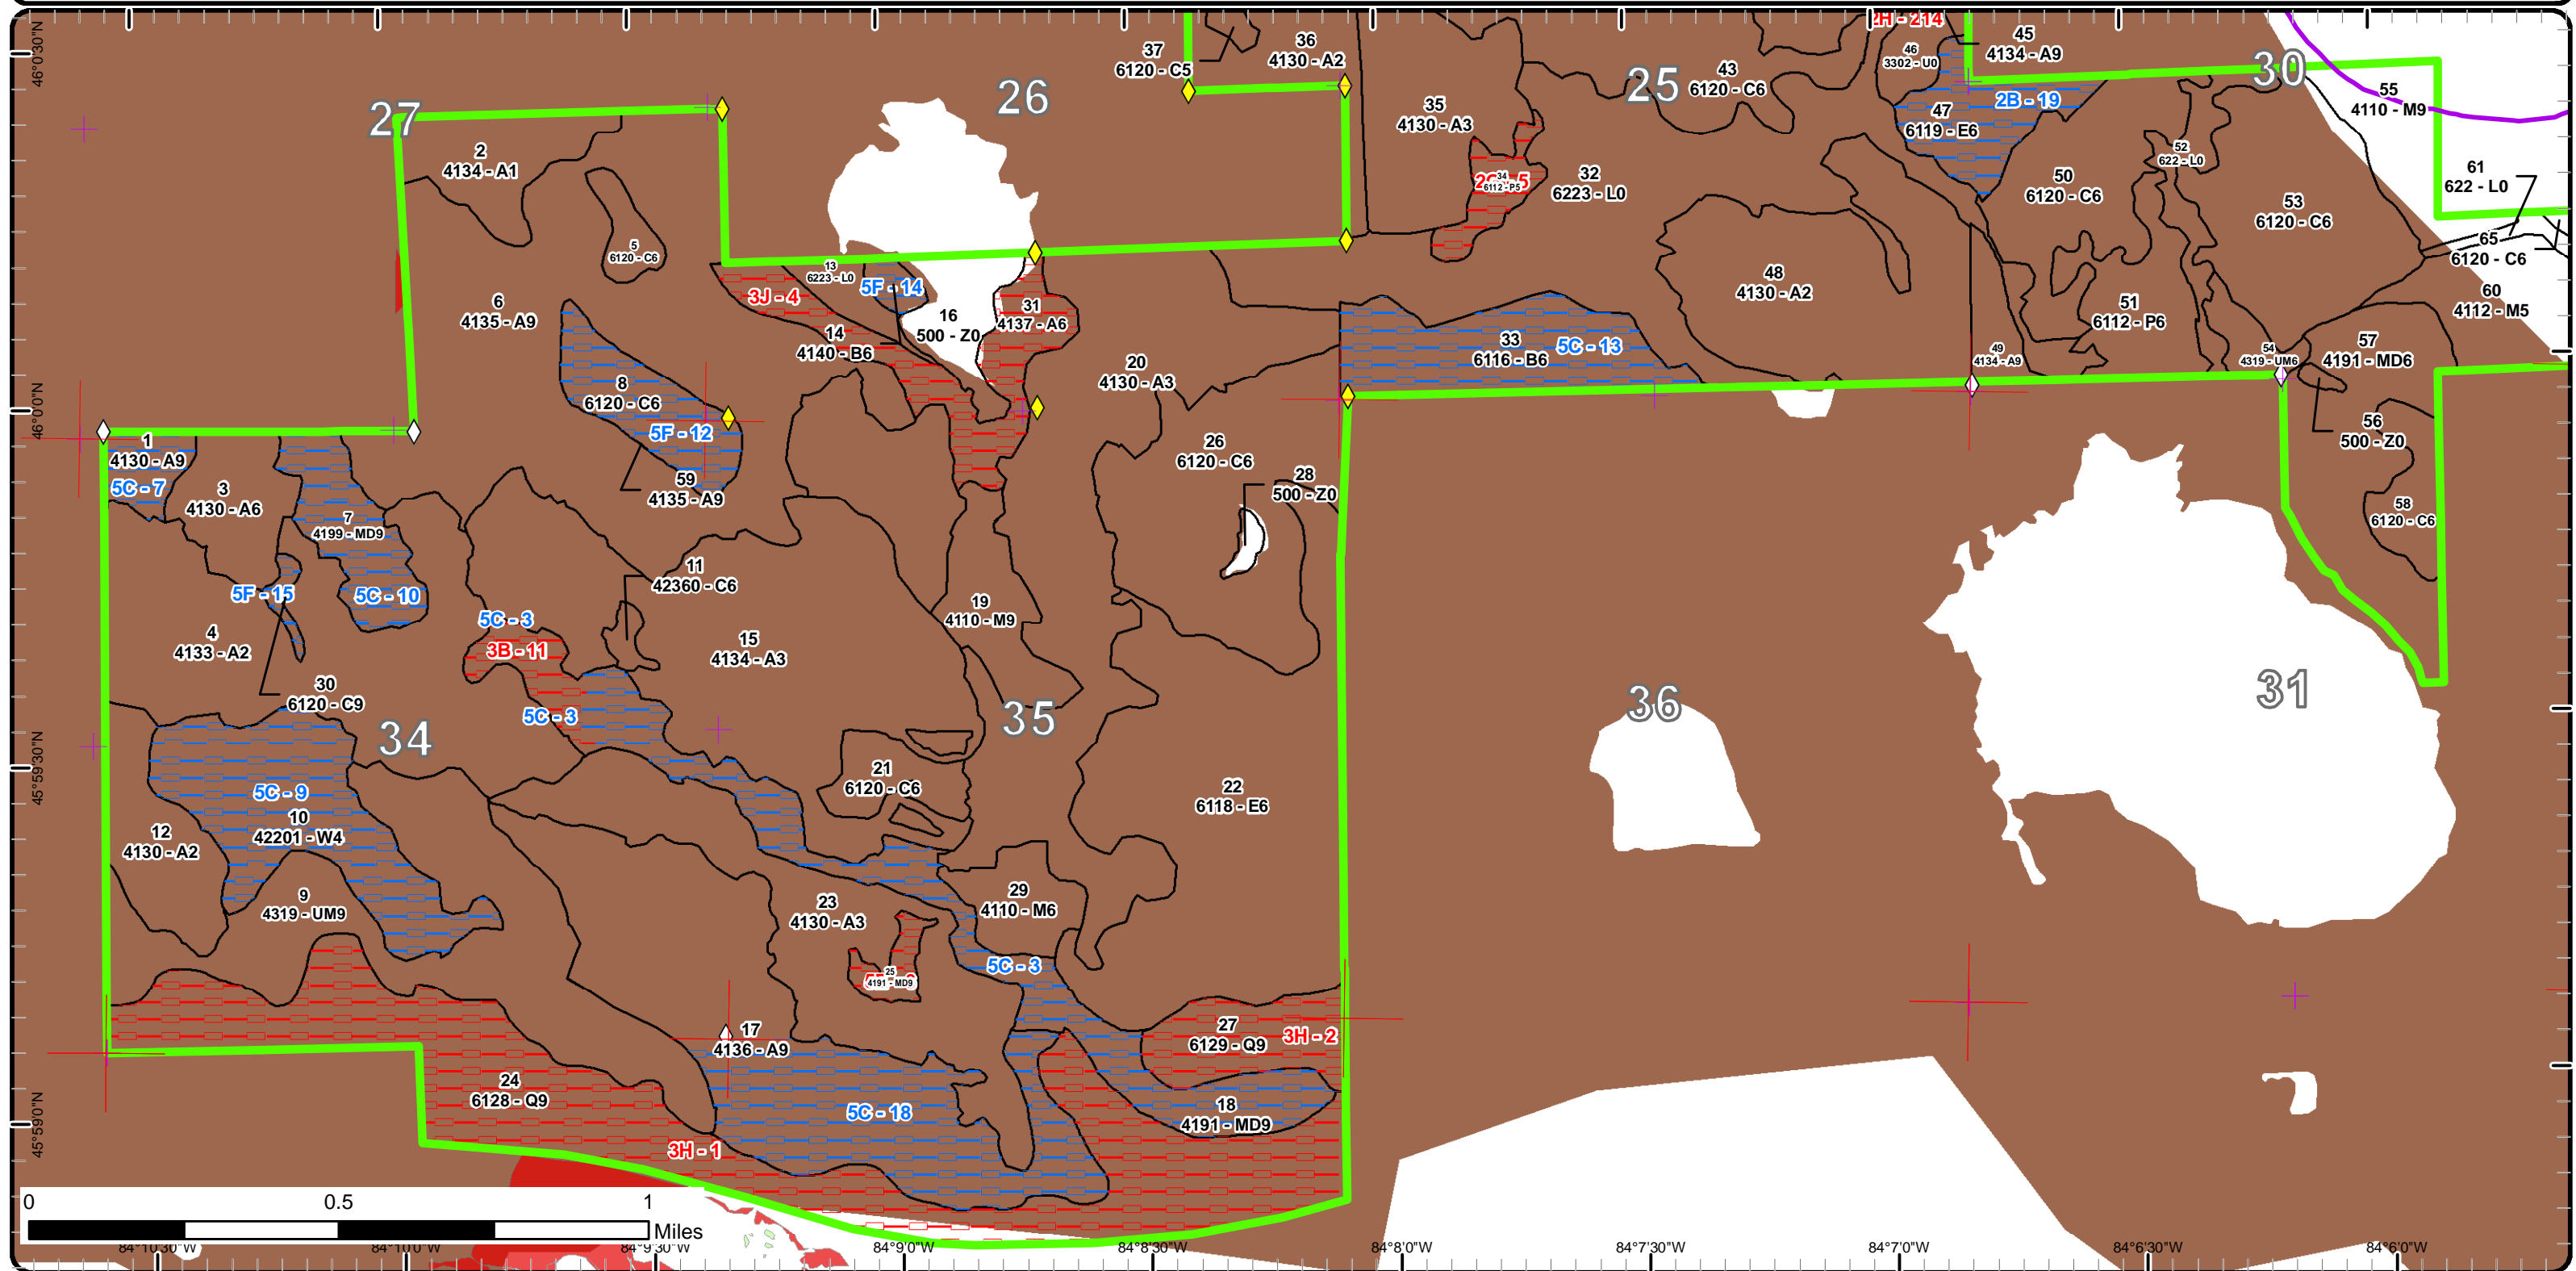 2H - 214
46°0'30"N
37
6120 - C5
36
4130 - A2
46
3302 - U0
45
4134 - A9
27
26
25
43
6120 - C6
30
55
4110 - M9
35
4130 - A3
2B - 19
47
6119 - E6
2
4134 - A1
34
6112 - P5
32
6223 - L0
52
622 - L0
50
6120 - C6
61
622 - L0
53
6120 - C6
5
6120 - C6
65
6120 - C6
13
6223 - L0
5F - 14
3J - 4
6
4135 - A9
16
500 - Z0
31
4137 - A6
48
4130 - A2
51
6112 - P6
60
4112 - M5
14
4140 - B6
33
6116 - B6
5C - 13
49
4134 - A9
54
4319 - UM6
57
4191 - MD6
20
4130 - A3
8
6120 - C6
46°0'0"N
5F - 12
1
4130 - A9
5C - 7
26
6120 - C6
56
500 - Z0
28
500 - Z0
59
4135 - A9
3
4130 - A6
7
4199 - MD9
58
6120 - C6
11
42360 - C6
5F - 15
5C - 10
5C - 3
19
4110 - M9
4
4133 - A2
3B - 11
15
4134 - A3
30
6120 - C9
5C - 3
34
35
36
31
45°59'30"N
21
6120 - C6
22
6118 - E6
5C - 9
10
42201 - W4
12
4130 - A2
9
4319 - UM9
23
4130 - A3
29
4110 - M6
5C - 3
25
4191 - MD9
17
4136 - A9
27
6129 - Q9
3H - 2
24
6128 - Q9
5C - 18
18
4191 - MD9
45°59'0"N
3H - 1
0 0.5 1
Miles
84°10'30"W 84°10'0"W 84°9'30"W 84°9'0"W 84°8'30"W 84°8'0"W 84°7'30"W 84°7'0"W 84°6'30"W 84°6'0"W